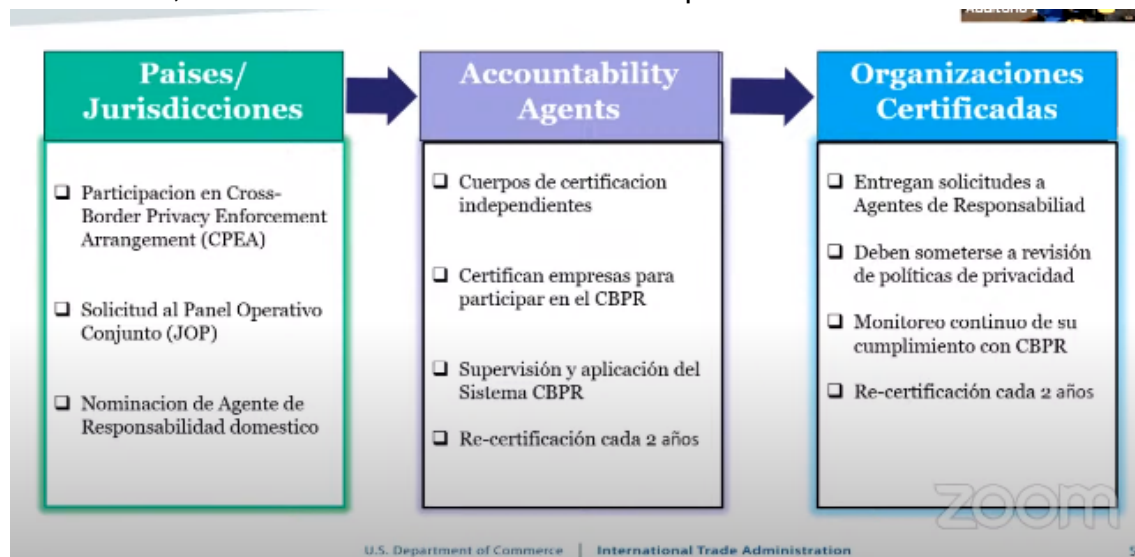 Paises/
Jurisdicciones
Participacion en Cross-
Border Privacy Enforcement
Arrangement (CPEA)
Solicitud al Panel Operativo
Conjunto (JOP)
Nominacion de Agente de
Responsabilidad domestico
Accountability
Agents
Cuerpos de certificacion
independientes
Certifican empresas para
participar en el CBPR
Supervisión y aplicación del
Sistema CBPR
Re-certificación cada 2 años
Organizaciones
Certificadas
Entregan solicitudes a
Agentes de Responsabiliad
Deben someterse a revisión
de políticas de privacidad
Monitoreo continuo de su
cumplimiento con CBPR
Re-certificación cada 2 años
zoom
U.S. Department of Commerce | International Trade Administration